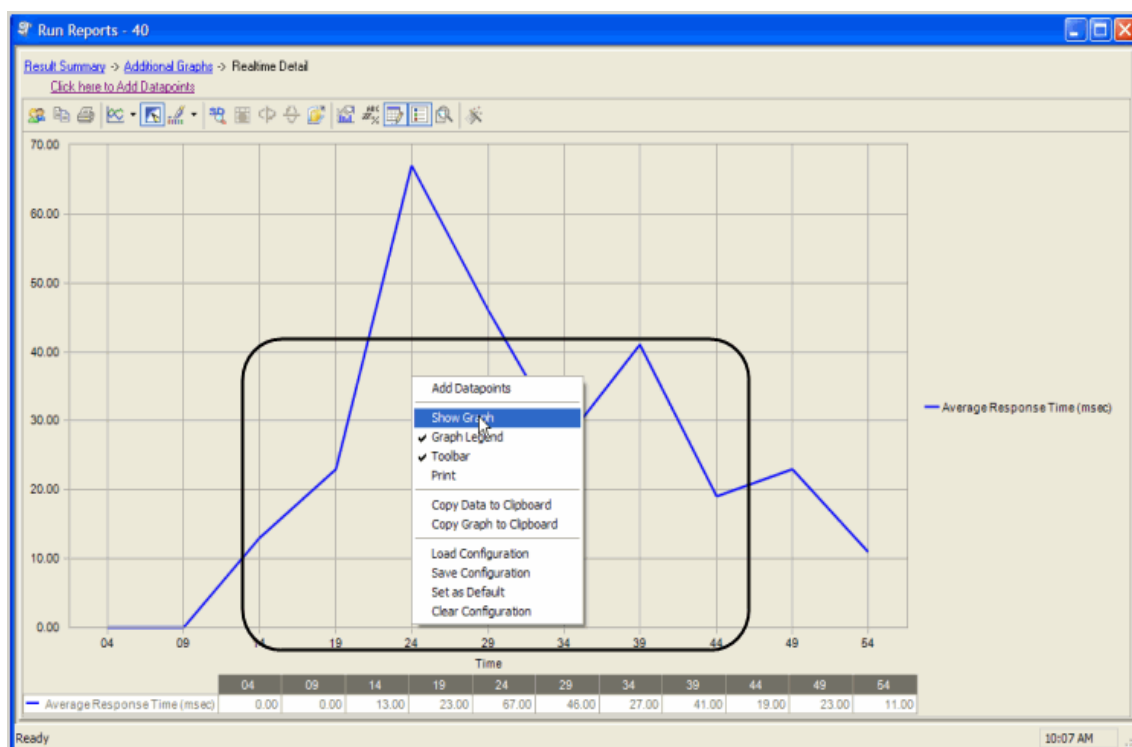 Run Reports - 40
Result Summary -> Additional Graphs -> Realtime Detail
Click here to Add Datapoints
70.00
60.00
50.00
40.00
30.00
20.00
10.00
0.00
Add Datapoints
Show Graph
Graph Legend
Toolbar
Print
Copy Data to Clipboard
Copy Graph to Clipboard
Load Configuration
Save Configuration
Set as Default
Clear Configuration
Average Response Time (msec)
04 09 14 19 24 29 34 39 44 49 54
Time
04 09 14 19 24 29 34 39 44 49 54
Average Response Time (msec) 0.00 0.00 13.00 23.00 67.00 46.00 27.00 41.00 19.00 23.00 11.00
Ready 10:07 AM